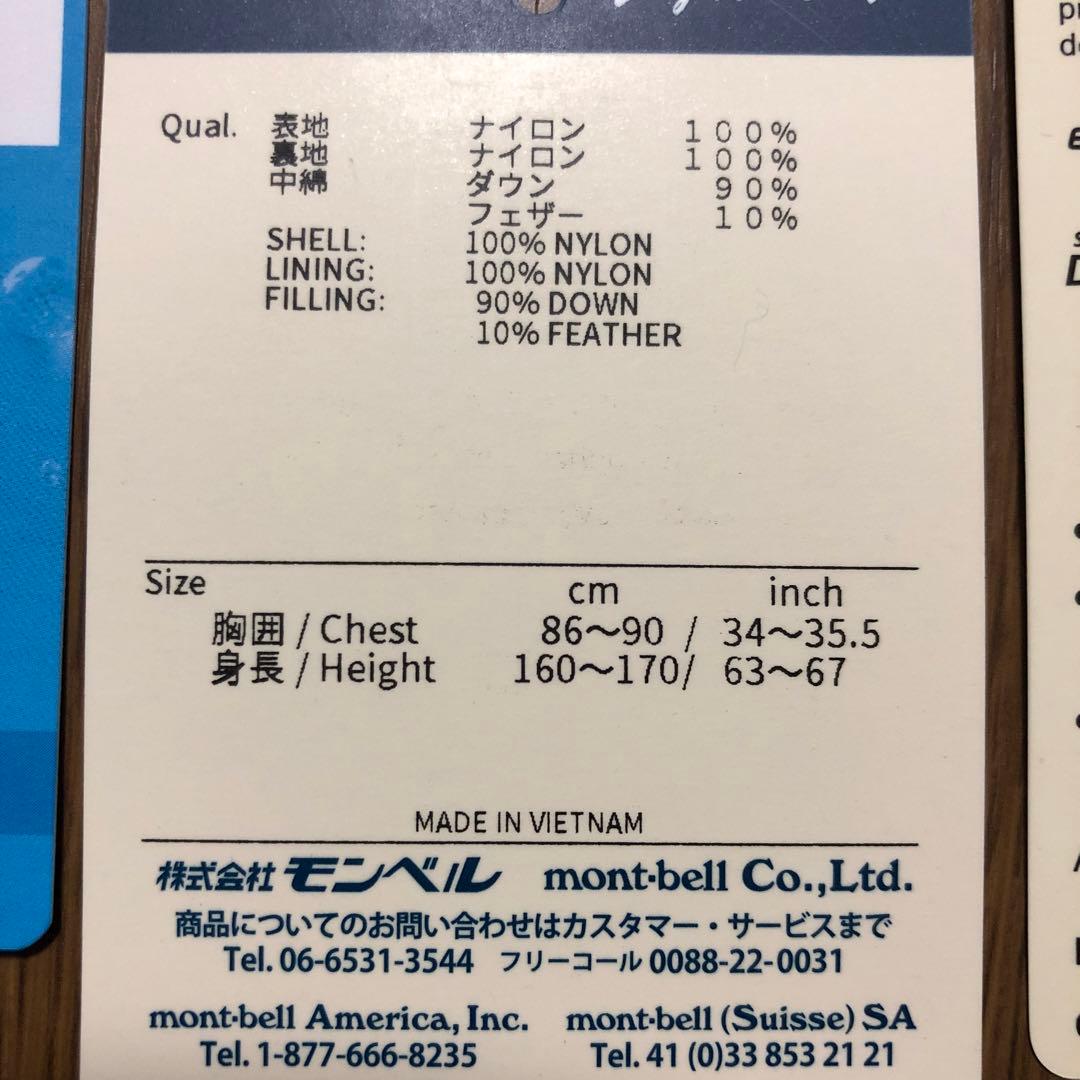 Qual. 表地 ナイロン 100%
裏地 ナイロン 100%
中綿 ダウン 90%
フェザー 10%
SHELL: 100% NYLON
LINING: 100% NYLON
FILLING: 90% DOWN
10% FEATHER
Size cm inch
胸囲 / Chest 86〜90 / 34〜35.5
身長 / Height 160〜170/ 63〜67
MADE IN VIETNAM
株式会社 モンベル mont-bell Co.,Ltd.
商品についてのお問い合わせはカスタマー・サービスまで
Tel. 06-6531-3544 フリーコール 0088-22-0031
mont-bell America, Inc. mont-bell (Suisse) SA
Tel. 1-877-666-8235 Tel. 41 (0)33 853 21 21